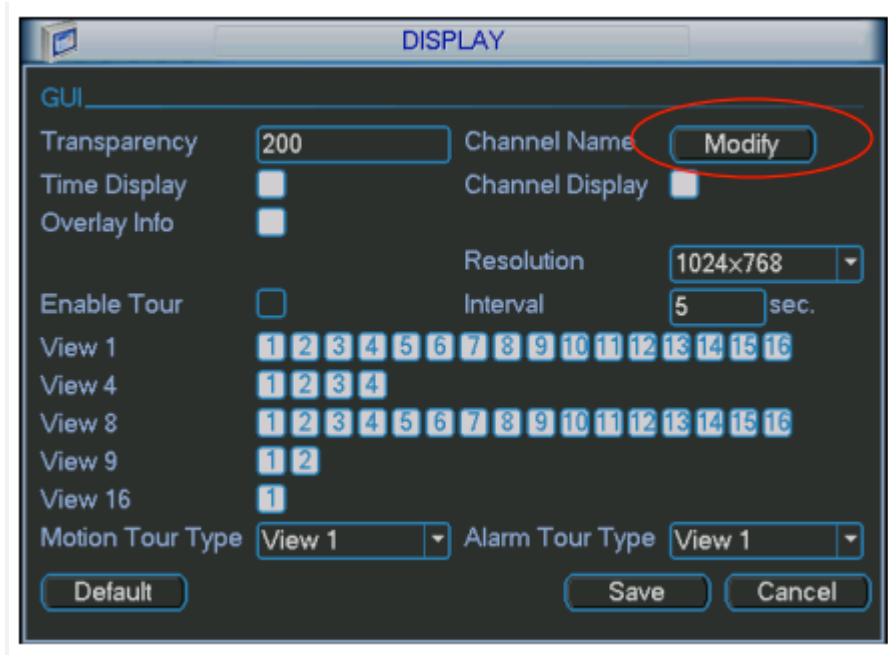 DISPLAY
GUI
Transparency 200 Channel Name Modify
Time Display Channel Display
Overlay Info
Resolution 1024×768
Enable Tour Interval 5 sec.
View 1 1 2 3 4 5 6 7 8 9 10 11 12 13 14 15 16
View 4 1 2 3 4
View 8 1 2 3 4 5 6 7 8 9 10 11 12 13 14 15 16
View 9 1 2
View 16 1
Motion Tour Type View 1 Alarm Tour Type View 1
Default Save Cancel